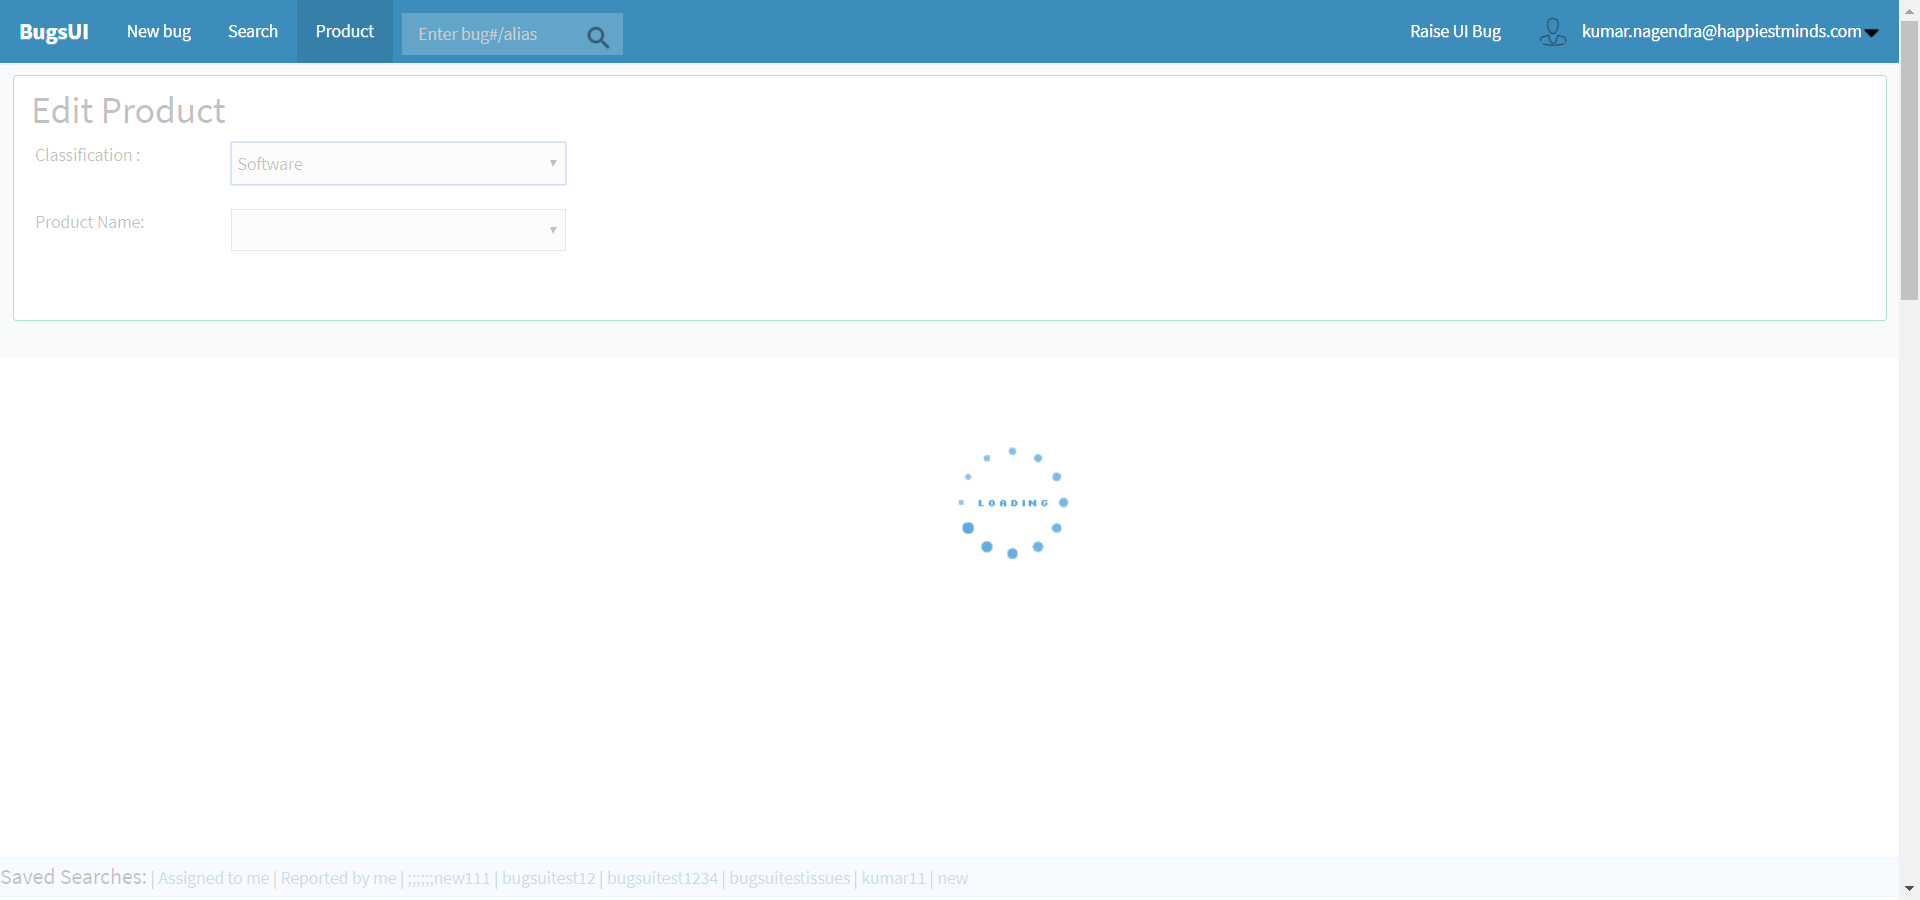 BugsUI New bug Search Product Enter bug#/alias Raise UI Bug kumar.nagendra@happiestminds.com
Edit Product
Classification : Software
Product Name:
LOADING
Saved Searches: | Assigned to me | Reported by me | ;;;;;;new111 | bugsuitest12 | bugsuitest1234 | bugsuitestissues | kumar11 | new